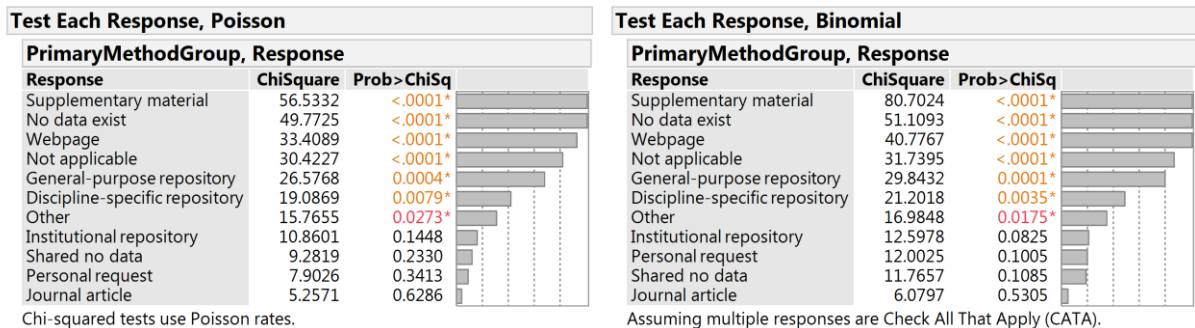 Test Each Response, Poisson
PrimaryMethodGroup, Response
Response ChiSquare Prob>ChiSq
Supplementary material 56.5332 <.0001*
No data exist 49.7725 <.0001*
Webpage 33.4089 <.0001*
Not applicable 30.4227 <.0001*
General-purpose repository 26.5768 0.0004*
Discipline-specific repository 19.0869 0.0079*
Other 15.7655 0.0273*
Institutional repository 10.8601 0.1448
Shared no data 9.2819 0.2330
Personal request 7.9026 0.3413
Journal article 5.2571 0.6286
Chi-squared tests use Poisson rates.
Test Each Response, Binomial
PrimaryMethodGroup, Response
Response ChiSquare Prob>ChiSq
Supplementary material 80.7024 <.0001*
No data exist 51.1093 <.0001*
Webpage 40.7767 <.0001*
Not applicable 31.7395 <.0001*
General-purpose repository 29.8432 0.0001*
Discipline-specific repository 21.2018 0.0035*
Other 16.9848 0.0175*
Institutional repository 12.5978 0.0825
Personal request 12.0025 0.1005
Shared no data 11.7657 0.1085
Journal article 6.0797 0.5305
Assuming multiple responses are Check All That Apply (CATA).